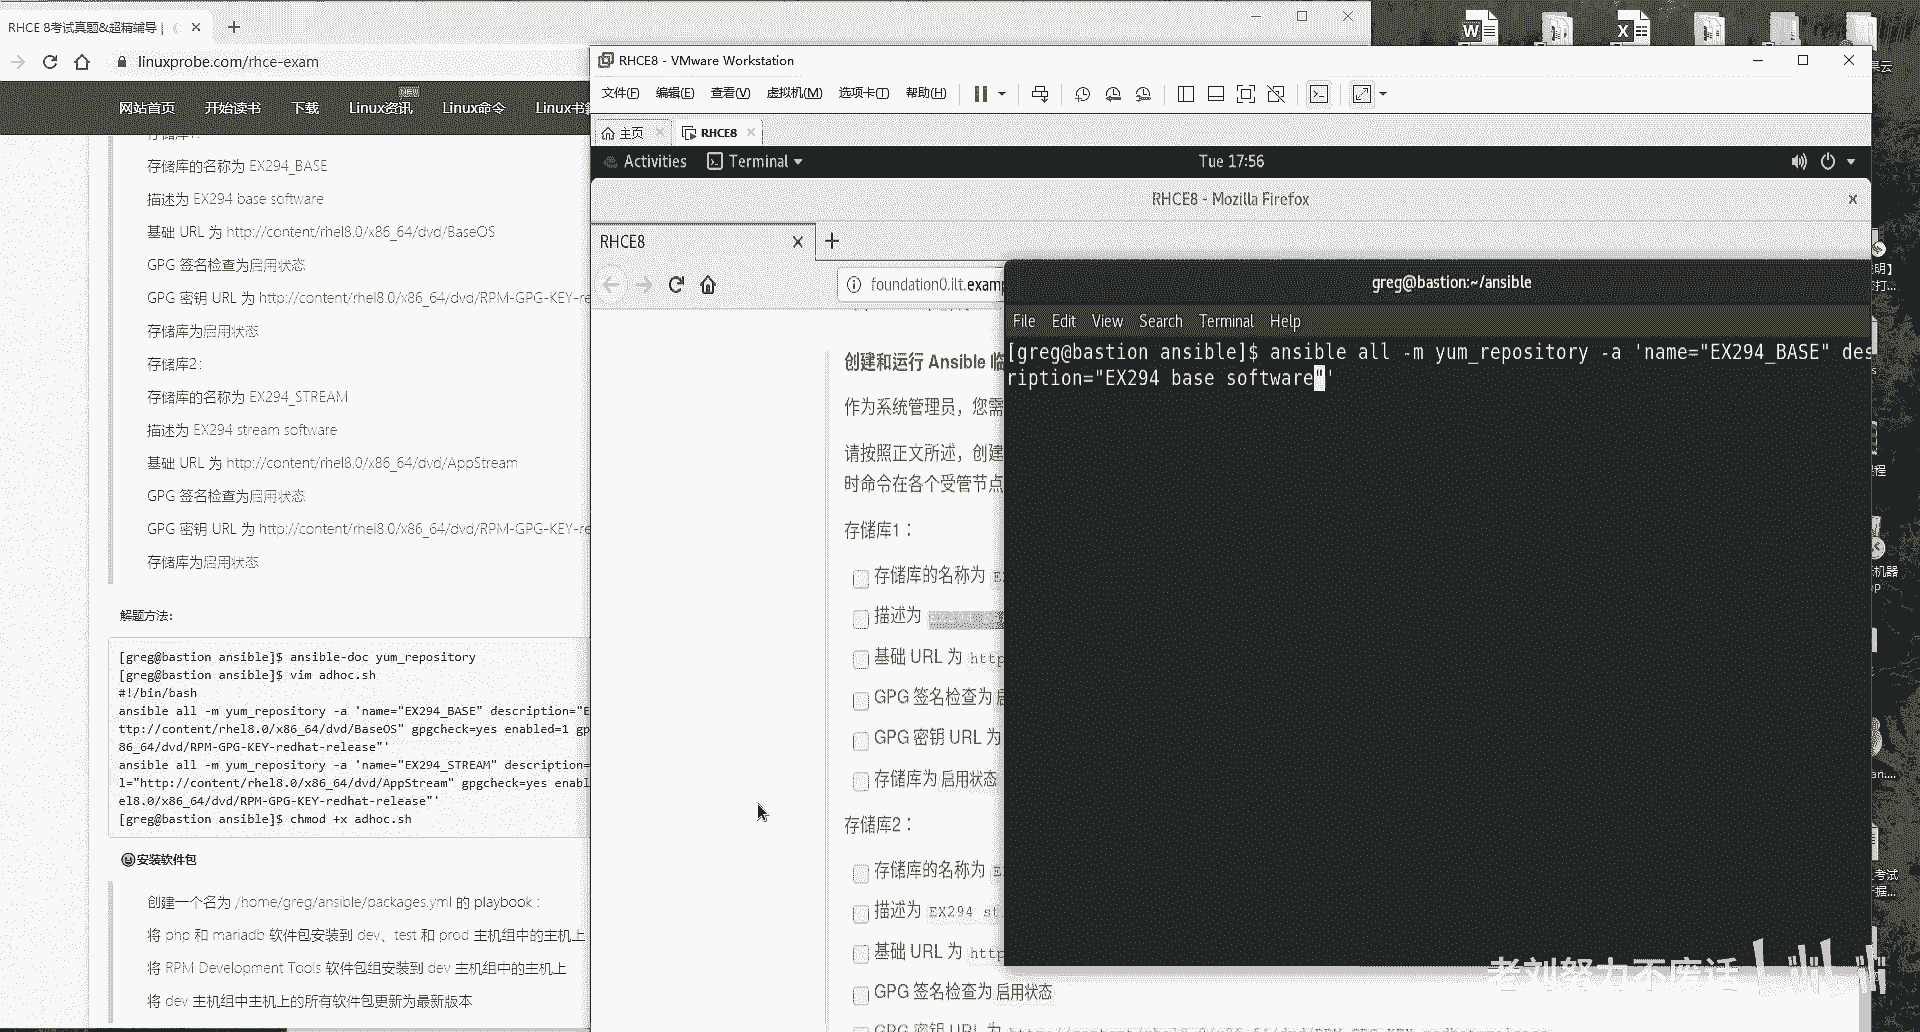 RHCE 8考试真题&超精辅导 |
linuxprobe.com/rhce-exam
网站首页 开始读书 下载 Linux资讯 NEW Linux命令
存储库的名称为 EX294_BASE
描述为 EX294 base software
基础 URL 为 http://content/rhel8.0/x86_64/dvd/BaseOS
GPG 签名检查为启用状态
GPG 密钥 URL 为 http://content/rhel8.0/x86_64/dvd/RPM-GPG-KEY-re
存储库为启用状态
存储库2：
存储库的名称为 EX294_STREAM
描述为 EX294 stream software
基础 URL 为 http://content/rhel8.0/x86_64/dvd/AppStream
GPG 签名检查为启用状态
GPG 密钥 URL 为 http://content/rhel8.0/x86_64/dvd/RPM-GPG-KEY-re
存储库为启用状态
解题方法:
[greg@bastion ansible]$ ansible-doc yum_repository
[greg@bastion ansible]$ vim adhoc.sh
#!/bin/bash
ansible all -m yum_repository -a 'name="EX294_BASE" description="E
ttp://content/rhel8.0/x86_64/dvd/BaseOS" gpgcheck=yes enabled=1 gp
86_64/dvd/RPM-GPG-KEY-redhat-release"'
ansible all -m yum_repository -a 'name="EX294_STREAM" description=
l="http://content/rhel8.0/x86_64/dvd/AppStream" gpgcheck=yes enabl
el8.0/x86_64/dvd/RPM-GPG-KEY-redhat-release"'
[greg@bastion ansible]$ chmod +x adhoc.sh
安装软件包
创建一个名为 /home/greg/ansible/packages.yml 的 playbook :
将 php 和 mariadb 软件包安装到 dev、test 和 prod 主机组中的主机上
将 RPM Development Tools 软件包组安装到 dev 主机组中的主机上
将 dev 主机组中主机上的所有软件包更新为最新版本
RHCE8 - VMware Workstation
文件(F) 编辑(E) 查看(V) 虚拟机(M) 选项卡(T) 帮助(H)
主页 RHCE8
Activities Terminal Tue 17:56
RHCE8 - Mozilla Firefox
RHCE8
foundation0.ilt.exam
创建和运行 Ansible 临
作为系统管理员，您需
请按照正文所述，创建
时命令在各个受管节点
存储库1：
存储库的名称为
描述为
基础 URL 为 http
GPG 签名检查为
GPG 密钥 URL 为
存储库为 启用状态
存储库2：
存储库的名称为
描述为 EX294 st
基础 URL 为 http
GPG 签名检查为 启用状态
greg@bastion:~/ansible
File Edit View Search Terminal Help
[greg@bastion ansible]$ ansible all -m yum_repository -a 'name="EX294_BASE" des
ription="EX294 base software"'
老刘努力不废话